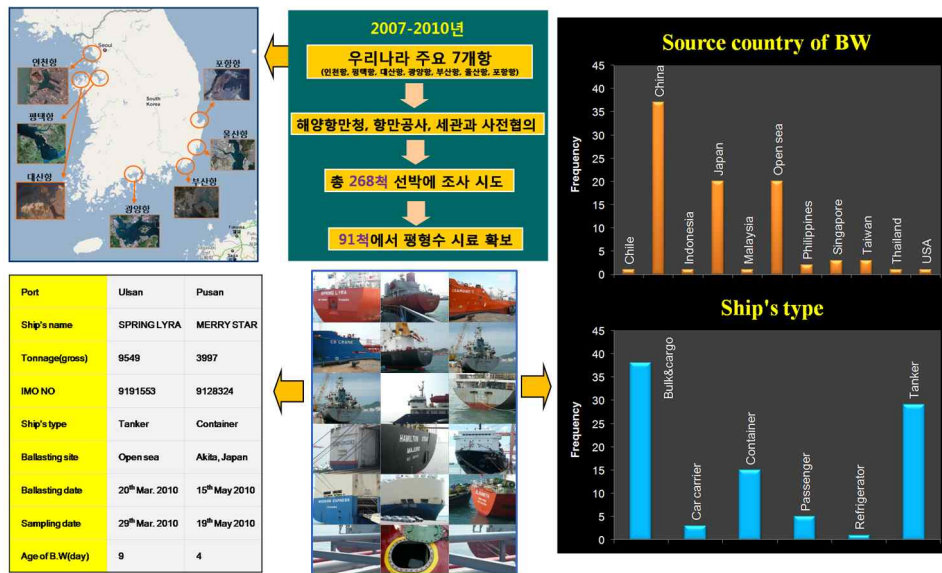 Seoul
인천항
포항항
South
Korea
평택항
울산항
대산항
부산항
광양항
2007-2010년
우리나라 주요 7개항
(인천항, 평택항, 대산항, 광양항, 부산항, 울산항, 포항항)
해양항만청, 항만공사, 세관과 사전협의
총 268척 선박에 조사 시도
91척에서 평형수 시료 확보
Source country of BW
Frequency
45
40
35
30
25
20
15
10
5
0
Chile
China
Indonesia
Japan
Malaysia
Open sea
Philippines
Singapore
Taiwan
Thailand
USA
Port Ulsan Pusan
Ship's name SPRING LYRA MERRY STAR
Tonnage(gross) 9549 3997
IMO NO 9191553 9128324
Ship's type Tanker Container
Ballasting site Open sea Akita, Japan
Ballasting date 20th Mar. 2010 15th May 2010
Sampling date 29th Mar. 2010 19th May 2010
Age of B.W(day) 9 4
SPRING LYRA
HAMILTON
Ship's type
Frequency
45
40
35
30
25
20
15
10
5
0
Bulk&cargo
Car carrier
Container
Passenger
Refrigerator
Tanker